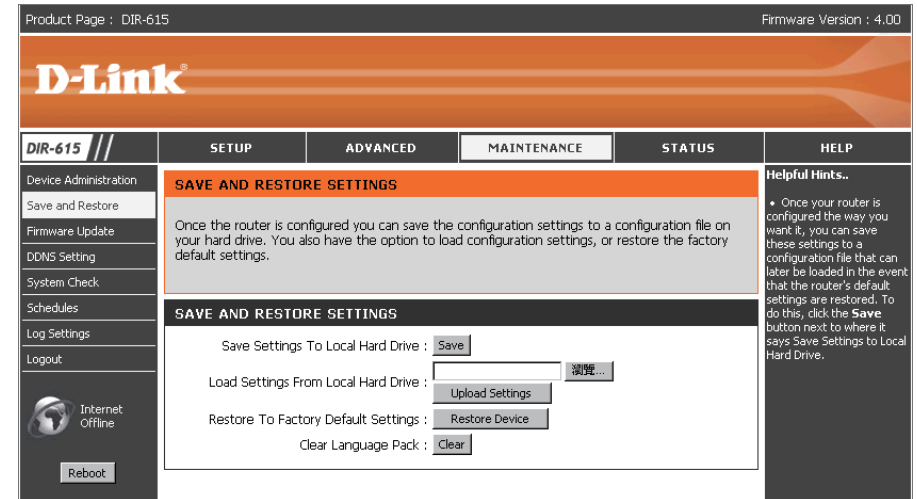 Product Page : DIR-615
Firmware Version : 4.00
D-Link®
DIR-615
SETUP
ADVANCED
MAINTENANCE
STATUS
HELP
Device Administration
Save and Restore
Firmware Update
DDNS Setting
System Check
Schedules
Log Settings
Logout
Internet
Offline
Reboot
SAVE AND RESTORE SETTINGS
Once the router is configured you can save the configuration settings to a configuration file on
your hard drive. You also have the option to load configuration settings, or restore the factory
default settings.
SAVE AND RESTORE SETTINGS
Save Settings To Local Hard Drive : Save
Load Settings From Local Hard Drive : 瀏覽...
Upload Settings
Restore To Factory Default Settings : Restore Device
Clear Language Pack : Clear
Helpful Hints..
• Once your router is
configured the way you
want it, you can save
these settings to a
configuration file that can
later be loaded in the event
that the router's default
settings are restored. To
do this, click the Save
button next to where it
says Save Settings to Local
Hard Drive.